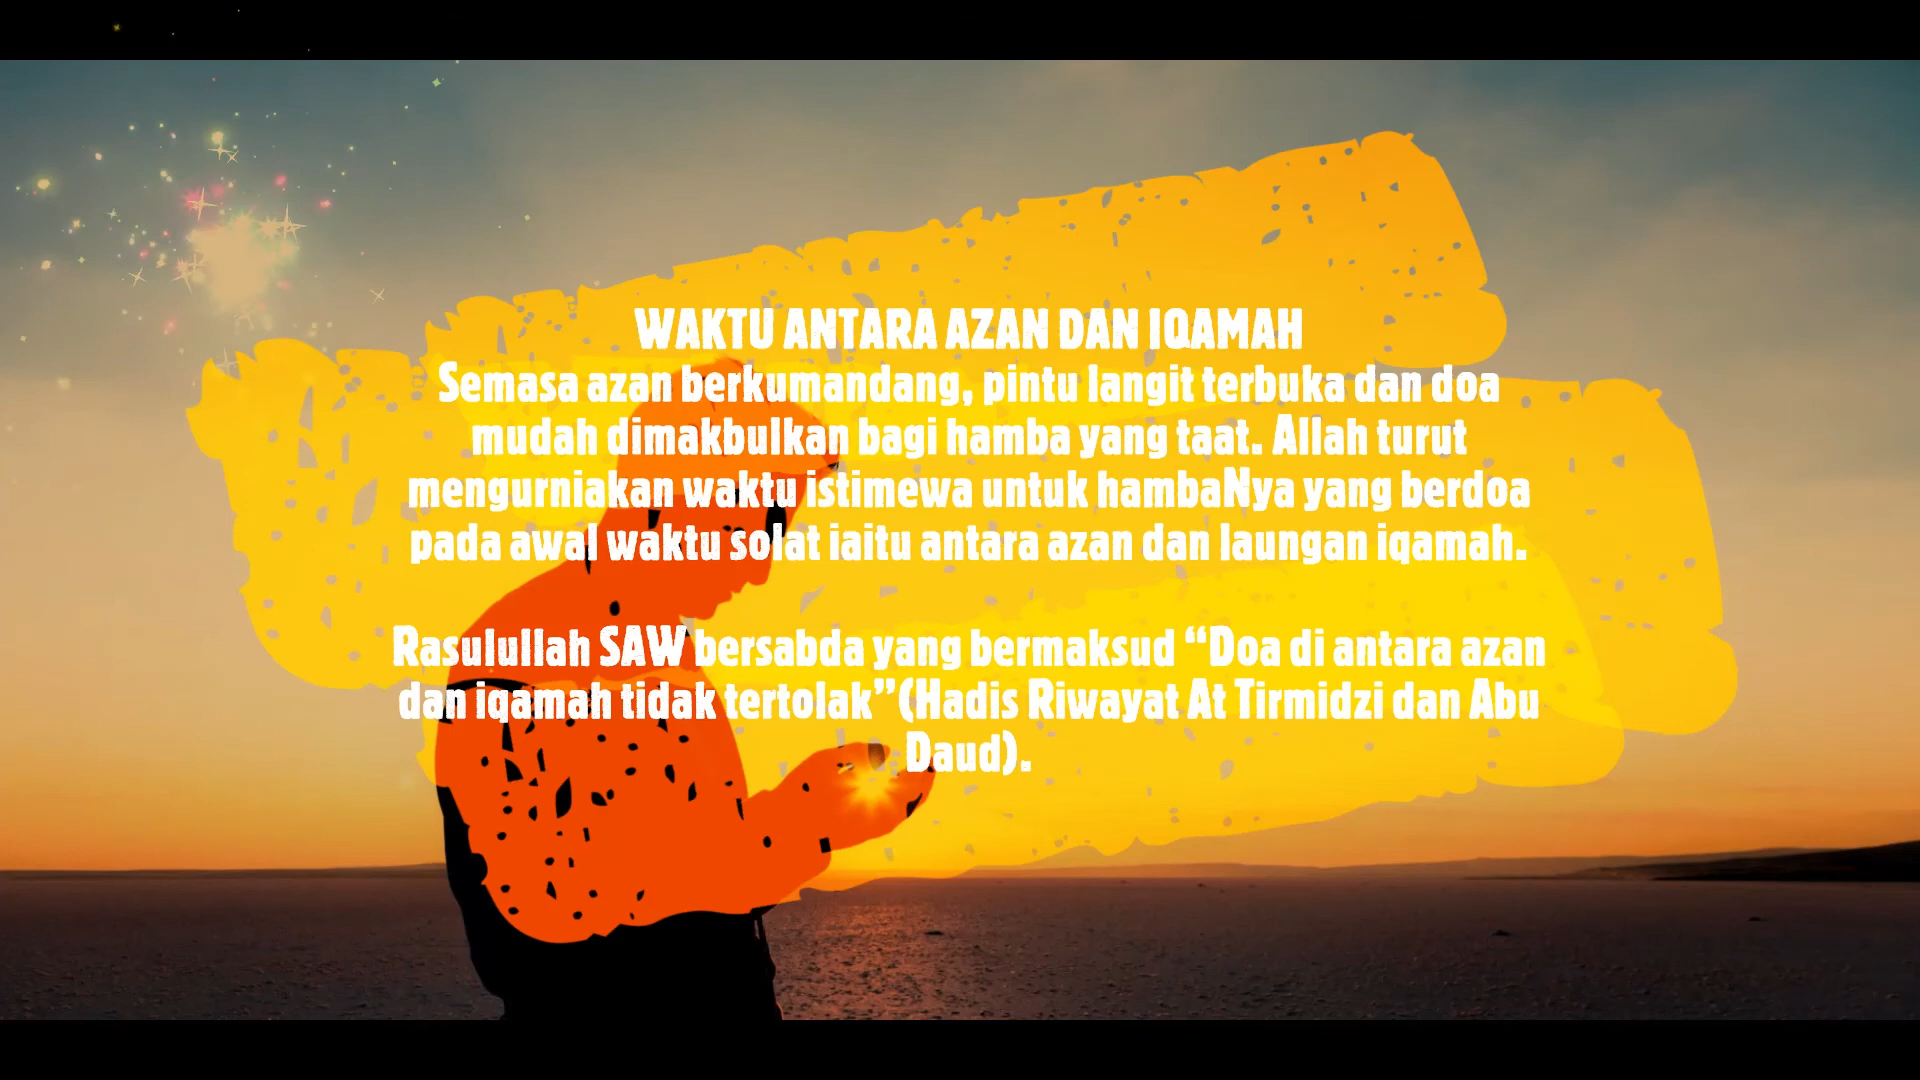 WAKTU ANTARA AZAN DAN IQAMAH
Semasa azan berkumandang, pintu langit terbuka dan doa
mudah dimakbulkan bagi hamba yang taat. Allah turut
mengurniakan waktu istimewa untuk hambaNya yang berdoa
pada awal waktu solat iaitu antara azan dan laungan iqamah.
Rasulullah SAW bersabda yang bermaksud “Doa di antara azan
dan iqamah tidak tertolak”(Hadis Riwayat At Tirmidzi dan Abu
Daud).